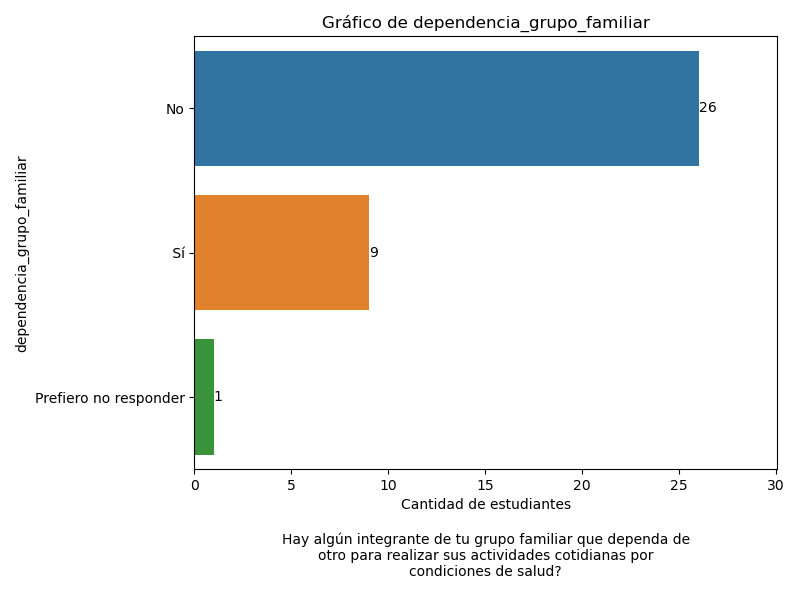 Gráfico de dependencia_grupo_familiar
dependencia_grupo_familiar
No
26
Sí
9
Prefiero no responder
1
0 5 10 15 20 25 30
Cantidad de estudiantes
Hay algún integrante de tu grupo familiar que dependa de
otro para realizar sus actividades cotidianas por
condiciones de salud?